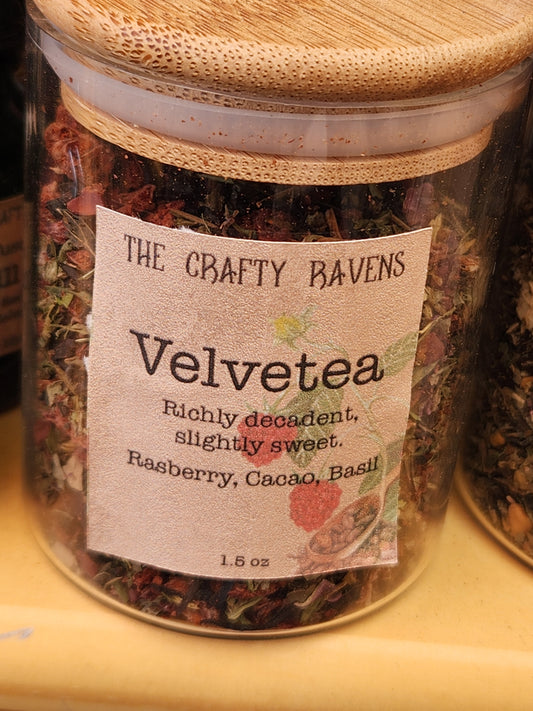 THE CRAFTY RAVENS
Velvetea
Richly decadent,
slightly sweet.
Rasberry, Cacao, Basil
1.5 oz